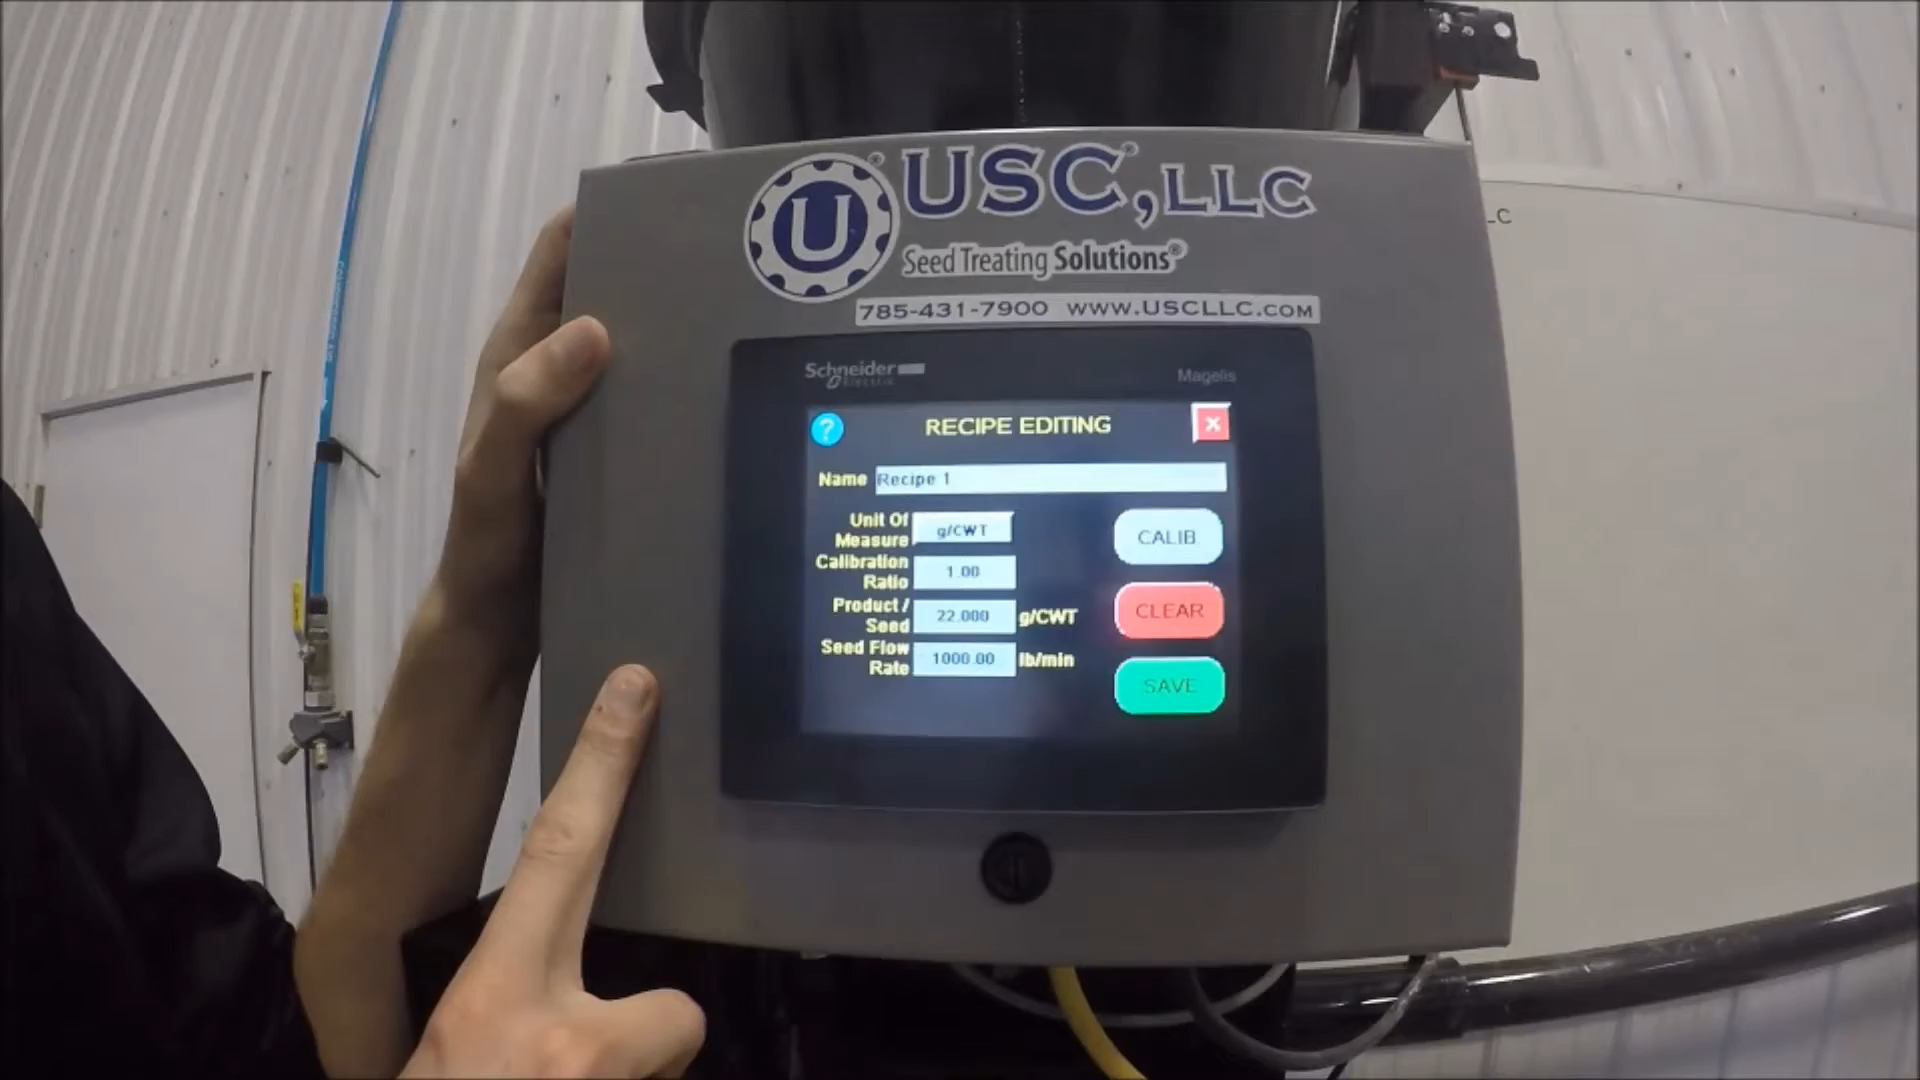 U® USC®, LLC
Seed Treating Solutions®
785-431-7900 WWW.USCLLC.COM
Schneider
Electric
Magelis
?
RECIPE EDITING
X
Name Recipe 1
Unit Of
Measure g/CWT
CALIB
Calibration
Ratio 1.00
Product /
Seed 22.000 g/CWT
CLEAR
Seed Flow
Rate 1000.00 lb/min
SAVE
LC